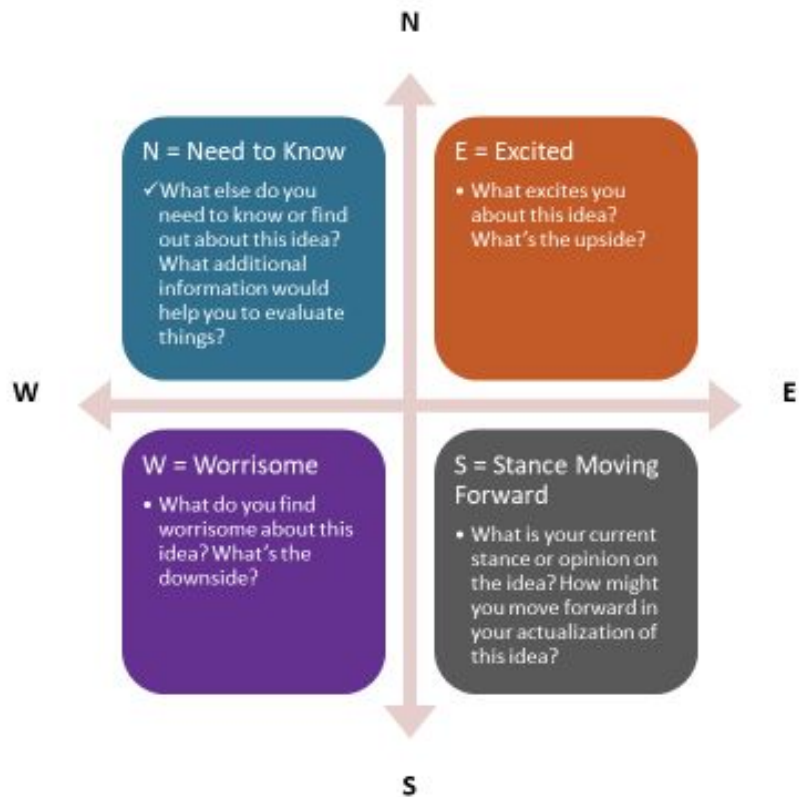 N
N = Need to Know
✓What else do you
need to know or find
out about this idea?
What additional
information would
help you to evaluate
things?
E = Excited
• What excites you
about this idea?
What's the upside?
W
E
W = Worrisome
• What do you find
worrisome about this
idea? What's the
downside?
S = Stance Moving
Forward
• What is your current
stance or opinion on
the idea? How might
you move forward in
your actualization of
this idea?
S